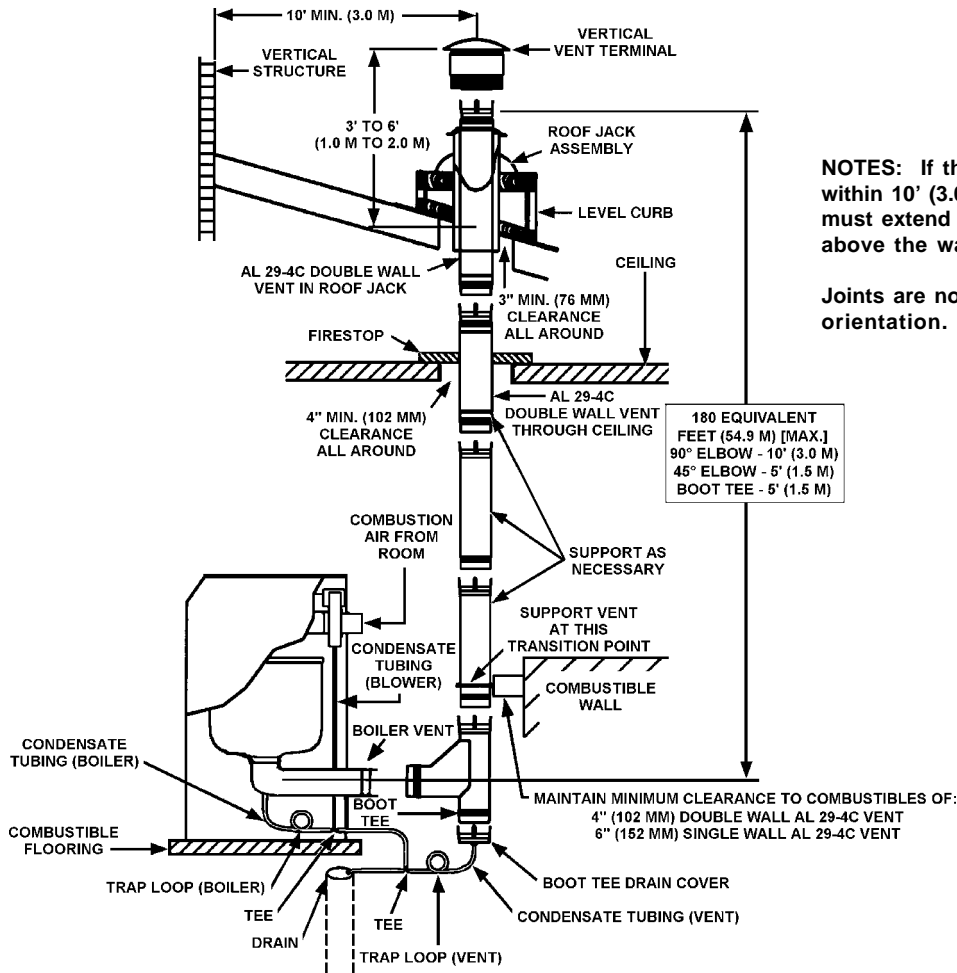 10' MIN. (3.0 M)
VERTICAL
VENT TERMINAL
VERTICAL
STRUCTURE
3' TO 6'
(1.0 M TO 2.0 M)
ROOF JACK
ASSEMBLY
NOTES: If th
within 10' (3.0
must extend
above the wa
LEVEL CURB
AL 29-4C DOUBLE WALL
VENT IN ROOF JACK
CEILING
3" MIN. (76 MM)
CLEARANCE
ALL AROUND
Joints are no
orientation.
FIRESTOP
4" MIN. (102 MM)
CLEARANCE
ALL AROUND
AL 29-4C
DOUBLE WALL VENT
THROUGH CEILING
180 EQUIVALENT
FEET (54.9 M) [MAX.]
90° ELBOW - 10' (3.0 M)
45° ELBOW - 5' (1.5 M)
BOOT TEE - 5' (1.5 M)
COMBUSTION
AIR FROM
ROOM
SUPPORT AS
NECESSARY
SUPPORT VENT
AT THIS
TRANSITION POINT
CONDENSATE
TUBING
(BLOWER)
COMBUSTIBLE
WALL
BOILER VENT
CONDENSATE
TUBING (BOILER)
BOOT
TEE
MAINTAIN MINIMUM CLEARANCE TO COMBUSTIBLES OF:
4" (102 MM) DOUBLE WALL AL 29-4C VENT
6" (152 MM) SINGLE WALL AL 29-4C VENT
COMBUSTIBLE
FLOORING
TRAP LOOP (BOILER)
BOOT TEE DRAIN COVER
TEE
TEE
CONDENSATE TUBING (VENT)
DRAIN
TRAP LOOP (VENT)